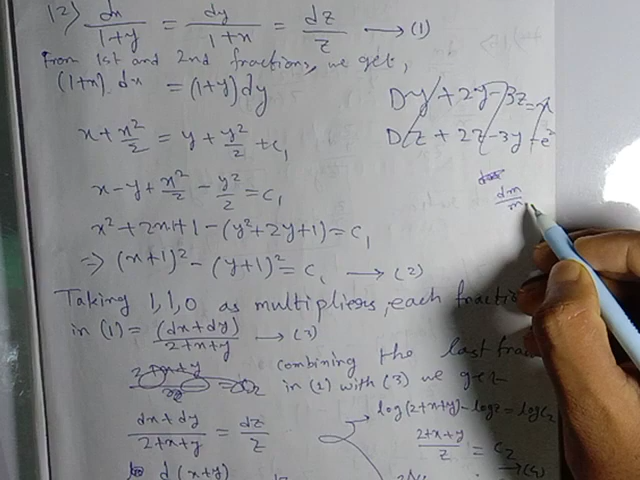 12) dx/1+y = dy/1+x = dz/z → (1)
From 1st and 2nd fractions, we get,
(1+x).dx = (1+y)dy
x + x²/2 = y + y²/2 + c₁
x - y + x²/2 - y²/2 = c₁
x² + 2x + 1 - (y² + 2y + 1) = c₁
⇒ (x+1)² - (y+1)² = c₁ → (2)
Dy + 2y - 3z = x
D(z + 2z - 3y = e²
dx
dm/m
Taking 1, 1, 0 as multipliers, each fractio
in (1) = (dx+dy)/2+x+y → (3)
combining the last frac
in (1) with (3) we get
dx + dy/2+x+y = dz/z
d(x+y)
log(2+x+y) - log z = log c₂
2+x+y/z = c₂
→ (4)